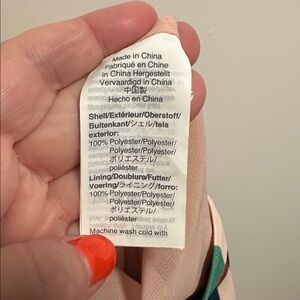 Made in China
Fabriqué en Chine
in China Hergestellt
Vervaardigd in China
中国製
Hecho en China
Shell/Extérieur/Oberstoff/
Buitenkant/シェル/tela
exterior:
100% Polyester/Polyester/
Polyester/Polyester/
ポリエステル/
poliéster
Lining/Doublure/Futter/
Voering/ライニング/forro:
100% Polyester/Polyester/
Polyester/Polyester/
ポリエステル/
poliéster
Machine wash cold with